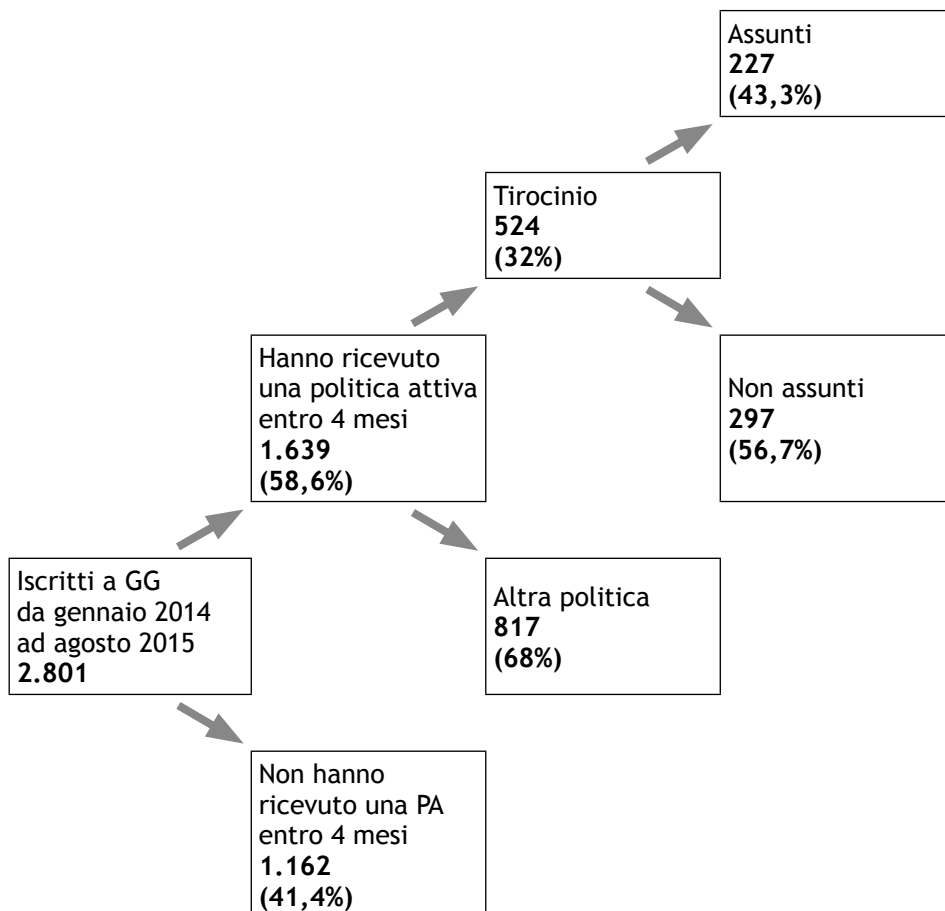 Assunti
227
(43,3%)
Tirocinio
524
(32%)
Hanno ricevuto
una politica attiva
entro 4 mesi
1.639
(58,6%)
Non assunti
297
(56,7%)
Iscritti a GG
da gennaio 2014
ad agosto 2015
2.801
Altra politica
817
(68%)
Non hanno
ricevuto una PA
entro 4 mesi
1.162
(41,4%)